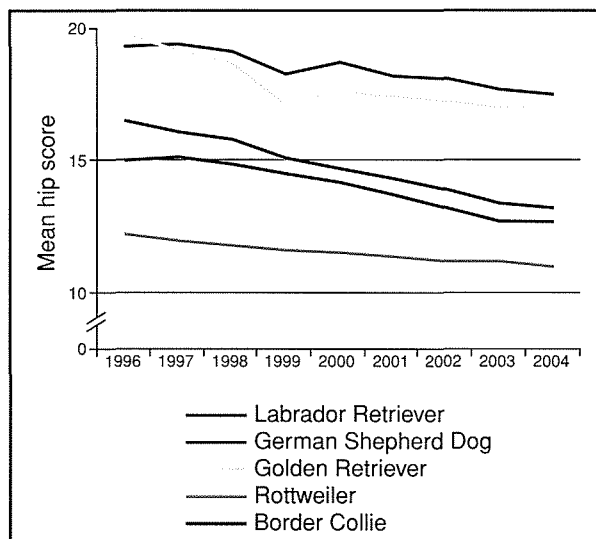 20
15
10
0
Mean hip score
1996 1997 1998 1999 2000 2001 2002 2003 2004
Labrador Retriever
German Shepherd Dog
Golden Retriever
Rottweiler
Border Collie